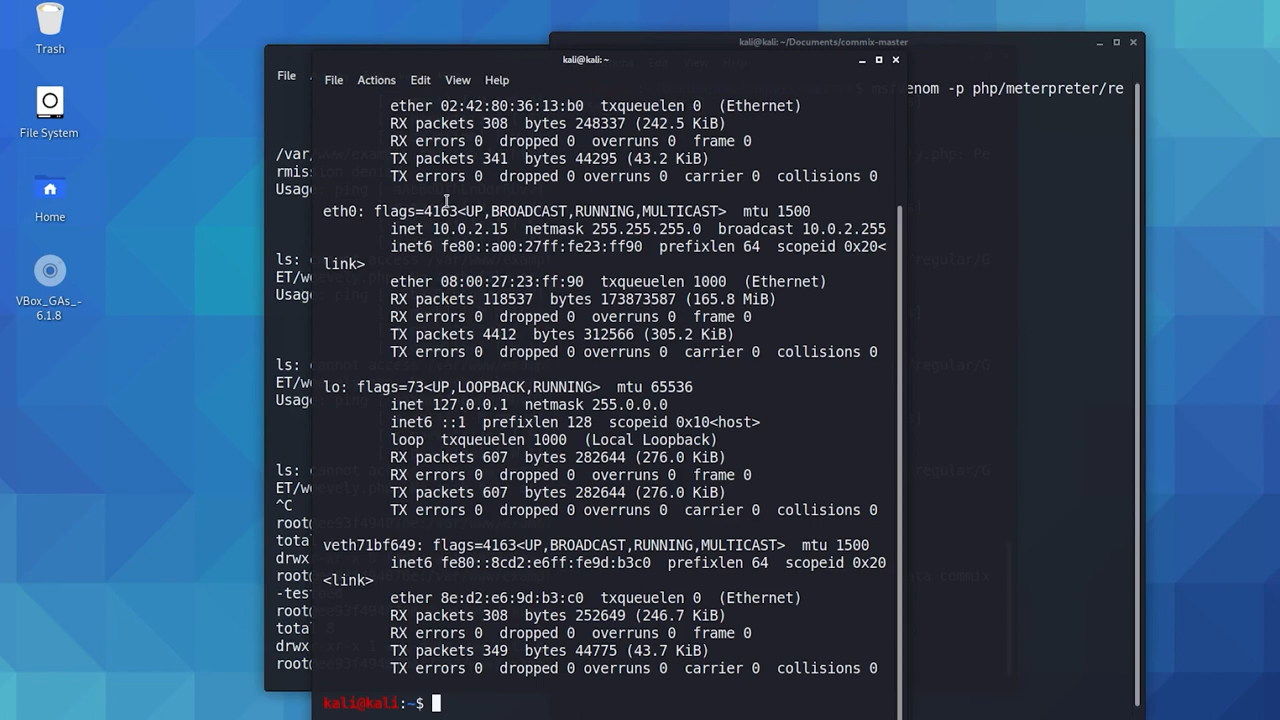 Trash
File System
Home
VBox_GAs_-
6.1.8
kali@kali: ~/Documents/commix-master
enom -p php/meterpreter/re
File
/var
rmission
Usage
ls:
ET/w
Usage
ls:
ET/w
Usage
ls:
ET/we
^C
root
tota
drwx
root
-test
root
total
drwx
root
kali@kali: ~
File Actions Edit View Help
ether 02:42:80:36:13:b0 txqueuelen 0 (Ethernet)
RX packets 308 bytes 248337 (242.5 KiB)
RX errors 0 dropped 0 overruns 0 frame 0
TX packets 341 bytes 44295 (43.2 KiB)
TX errors 0 dropped 0 overruns 0 carrier 0 collisions 0
eth0: flags=4163<UP,BROADCAST,RUNNING,MULTICAST> mtu 1500
inet 10.0.2.15 netmask 255.255.255.0 broadcast 10.0.2.255
inet6 fe80::a00:27ff:fe23:ff90 prefixlen 64 scopeid 0x20<
link>
ether 08:00:27:23:ff:90 txqueuelen 1000 (Ethernet)
RX packets 118537 bytes 173873587 (165.8 MiB)
RX errors 0 dropped 0 overruns 0 frame 0
TX packets 4412 bytes 312566 (305.2 KiB)
TX errors 0 dropped 0 overruns 0 carrier 0 collisions 0
lo: flags=73<UP,LOOPBACK,RUNNING> mtu 65536
inet 127.0.0.1 netmask 255.0.0.0
inet6 ::1 prefixlen 128 scopeid 0x10<host>
loop txqueuelen 1000 (Local Loopback)
RX packets 607 bytes 282644 (276.0 KiB)
RX errors 0 dropped 0 overruns 0 frame 0
TX packets 607 bytes 282644 (276.0 KiB)
TX errors 0 dropped 0 overruns 0 carrier 0 collisions 0
veth71bf649: flags=4163<UP,BROADCAST,RUNNING,MULTICAST> mtu 1500
inet6 fe80::8cd2:e6ff:fe9d:b3c0 prefixlen 64 scopeid 0x20
<link>
ether 8e:d2:e6:9d:b3:c0 txqueuelen 0 (Ethernet)
RX packets 308 bytes 252649 (246.7 KiB)
RX errors 0 dropped 0 overruns 0 frame 0
TX packets 349 bytes 44775 (43.7 KiB)
TX errors 0 dropped 0 overruns 0 carrier 0 collisions 0
kali@kali:~$